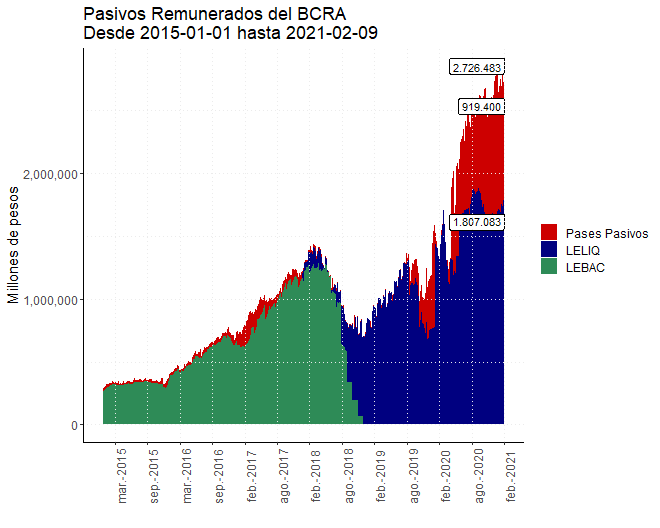 Pasivos Remunerados del BCRA
Desde 2015-01-01 hasta 2021-02-09
2.726.483
919.400
2,000,000
1.807.083
Millones de pesos
1,000,000
0
Pases Pasivos
LELIQ
LEBAC
mar.-2015
sep.-2015
mar.-2016
sep.-2016
feb.-2017
ago.-2017
feb.-2018
ago.-2018
feb.-2019
ago.-2019
feb.-2020
ago.-2020
feb.-2021